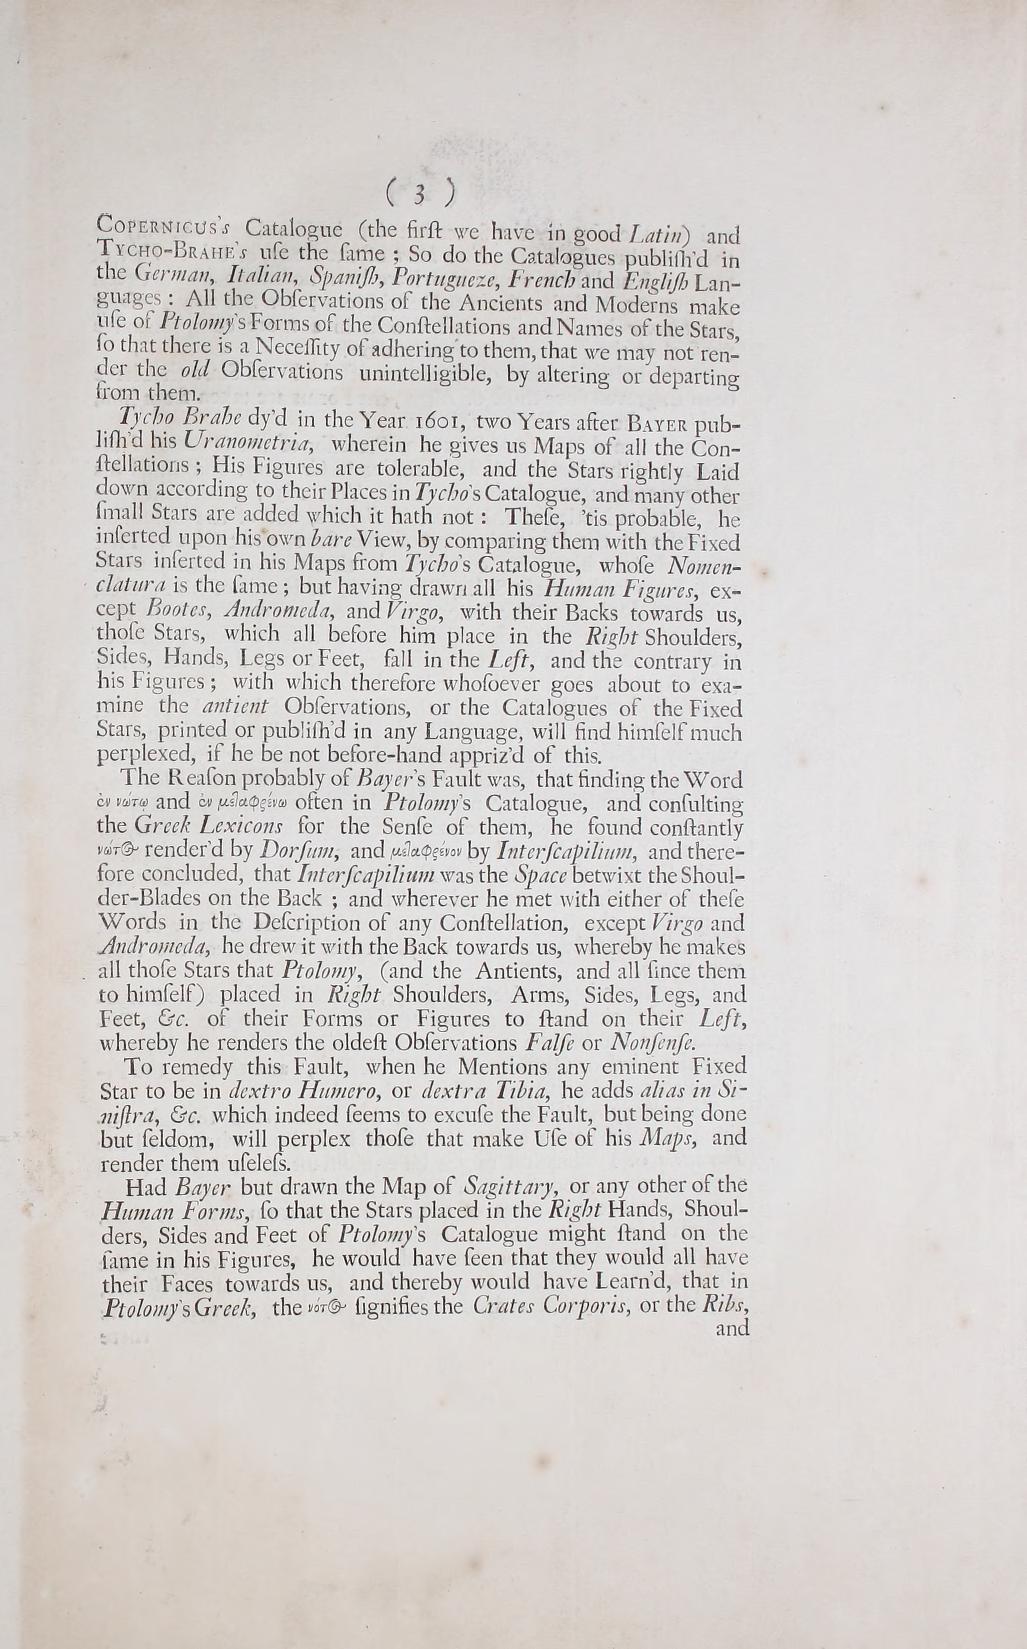 ( 3 )
COPERNICUS's Catalogue (the firſt we have in good Latin) and
TYCHO-BRAHE's uſe the ſame ; So do the Catalogues publiſh'd in
the German, Italian, Spaniſh, Portugueze, French and Engliſh Lan-
guages : All the Obſervations of the Ancients and Moderns make
uſe of Ptolomy's Forms of the Conſtellations and Names of the Stars,
ſo that there is a Neceſſity of adhering to them, that we may not ren-
der the old Obſervations unintelligible, by altering or departing
from them.
Tycho Brahe dy'd in the Year 1601, two Years after BAYER pub-
liſh'd his Uranometria, wherein he gives us Maps of all the Con-
ſtellations ; His Figures are tolerable, and the Stars rightly Laid
down according to their Places in Tycho's Catalogue, and many other
ſmall Stars are added which it hath not : Theſe, 'tis probable, he
inſerted upon his own bare View, by comparing them with the Fixed
Stars inſerted in his Maps from Tycho's Catalogue, whoſe Nomen-
clatura is the ſame ; but having drawn all his Human Figures, ex-
cept Bootes, Andromeda, and Virgo, with their Backs towards us,
thoſe Stars, which all before him place in the Right Shoulders,
Sides, Hands, Legs or Feet, fall in the Left, and the contrary in
his Figures ; with which therefore whoſoever goes about to exa-
mine the antient Obſervations, or the Catalogues of the Fixed
Stars, printed or publiſh'd in any Language, will find himſelf much
perplexed, if he be not before-hand appriz'd of this.
The Reaſon probably of Bayer's Fault was, that finding the Word
ἐν νώτῳ and ἐν μεταφρένῳ often in Ptolomy's Catalogue, and conſulting
the Greek Lexicons for the Senſe of them, he found conſtantly
νώτος render'd by Dorſum, and μετάφρενον by Interſcapilium, and there-
fore concluded, that Interſcapilium was the Space betwixt the Shoul-
der-Blades on the Back ; and wherever he met with either of theſe
Words in the Deſcription of any Conſtellation, except Virgo and
Andromeda, he drew it with the Back towards us, whereby he makes
all thoſe Stars that Ptolomy, (and the Antients, and all ſince them
to himſelf) placed in Right Shoulders, Arms, Sides, Legs, and
Feet, &c. of their Forms or Figures to ſtand on their Left,
whereby he renders the oldeſt Obſervations Falſe or Nonſenſe.
To remedy this Fault, when he Mentions any eminent Fixed
Star to be in dextro Humero, or dextra Tibia, he adds alias in Si-
niſtra, &c. which indeed ſeems to excuſe the Fault, but being done
but ſeldom, will perplex thoſe that make Uſe of his Maps, and
render them uſeleſs.
Had Bayer but drawn the Map of Sagittary, or any other of the
Human Forms, ſo that the Stars placed in the Right Hands, Shoul-
ders, Sides and Feet of Ptolomy's Catalogue might ſtand on the
ſame in his Figures, he would have ſeen that they would all have
their Faces towards us, and thereby would have Learn'd, that in
Ptolomy's Greek, the νότος ſignifies the Crates Corporis, or the Ribs,
and